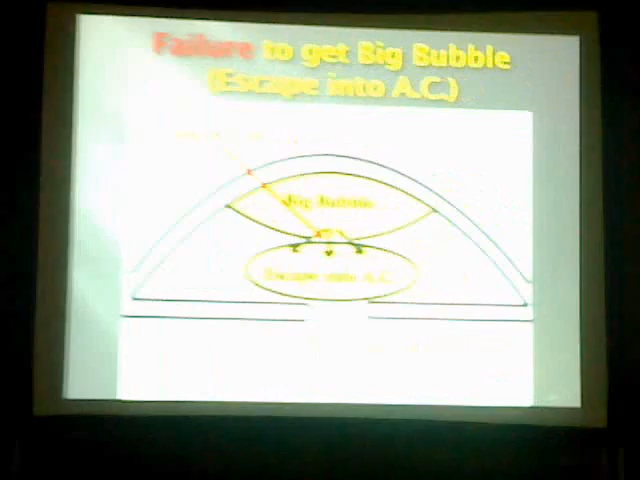 Failure to get Big Bubble
(Escape into A.C.)
Big Bubble
Escape into A.C.